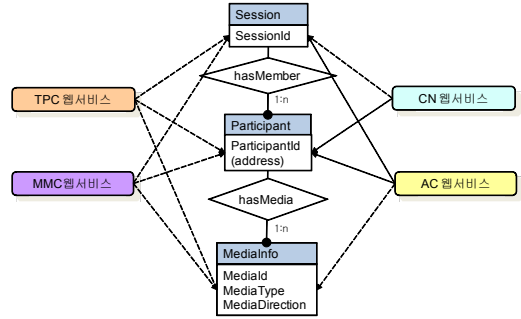 Session
SessionId
hasMember
1:n
TPC 웹서비스
CN 웹서비스
Participant
ParticipantId
(address)
MMC웹서비스
AC 웹서비스
hasMedia
1:n
MediaInfo
MediaId
MediaType
MediaDirection